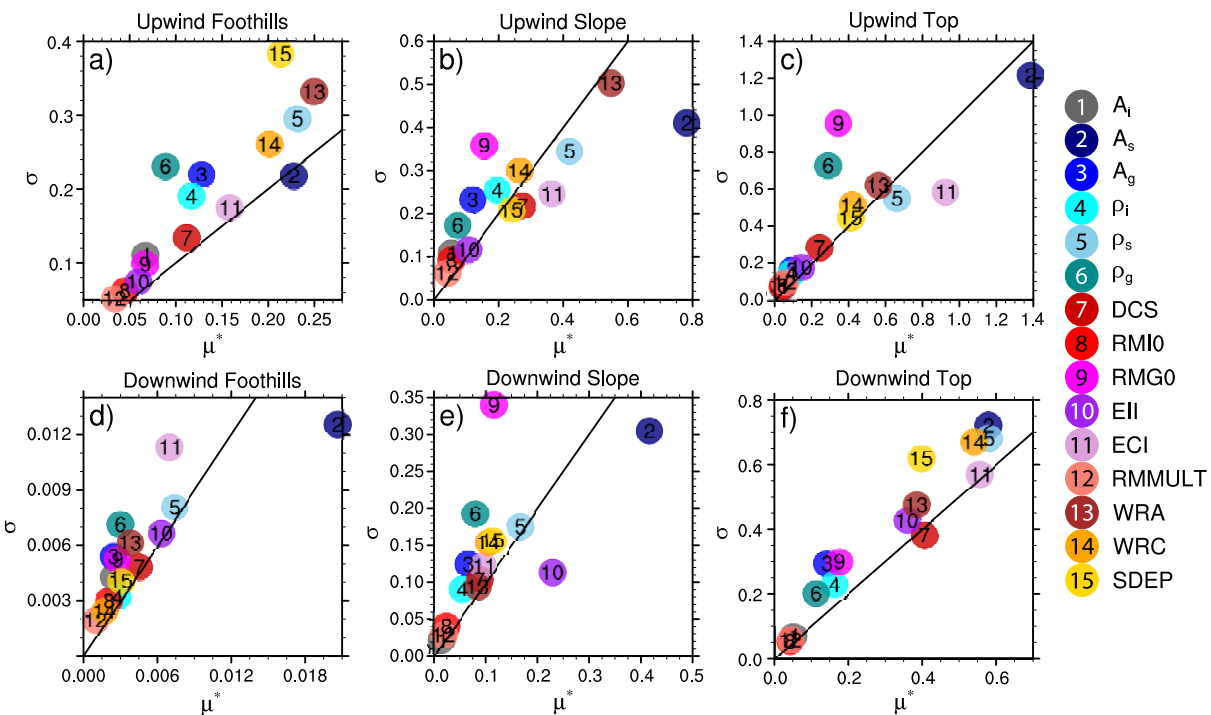 Upwind Foothills
a)
σ
0.4
0.3
0.2
0.1
0.00 0.05 0.10 0.15 0.20 0.25
μ*
1 2 3 4 5 6 7 8 9 10 11 12 13 14 15
Upwind Slope
b)
σ
0.6
0.5
0.4
0.3
0.2
0.1
0.0
0.0 0.2 0.4 0.6 0.8
μ*
2 3 4 5 6 7 8 9 10 11 12 13 14 15
Upwind Top
c)
σ
1.4
1.2
1.0
0.8
0.6
0.4
0.2
0.0
0.0 0.2 0.4 0.6 0.8 1.0 1.2 1.4
μ*
2 5 6 7 9 10 11 12 13 14 15
Downwind Foothills
d)
σ
0.012
0.009
0.006
0.003
0.000 0.006 0.012 0.018
μ*
2 3 4 5 6 7 8 9 10 11 12 13 14 15
Downwind Slope
e)
σ
0.35
0.30
0.25
0.20
0.15
0.10
0.05
0.00
0.0 0.1 0.2 0.3 0.4 0.5
μ*
2 3 4 5 6 7 8 9 10 11 12 13 14 15
Downwind Top
f)
σ
0.8
0.6
0.4
0.2
0.0
0.0 0.2 0.4 0.6
μ*
2 3 4 5 6 7 8 9 10 11 12 13 14 15
1 Aᵢ
2 Aₛ
3 A_g
4 ρᵢ
5 ρₛ
6 ρ_g
7 DCS
8 RMI0
9 RMG0
10 EII
11 ECI
12 RMMULT
13 WRA
14 WRC
15 SDEP